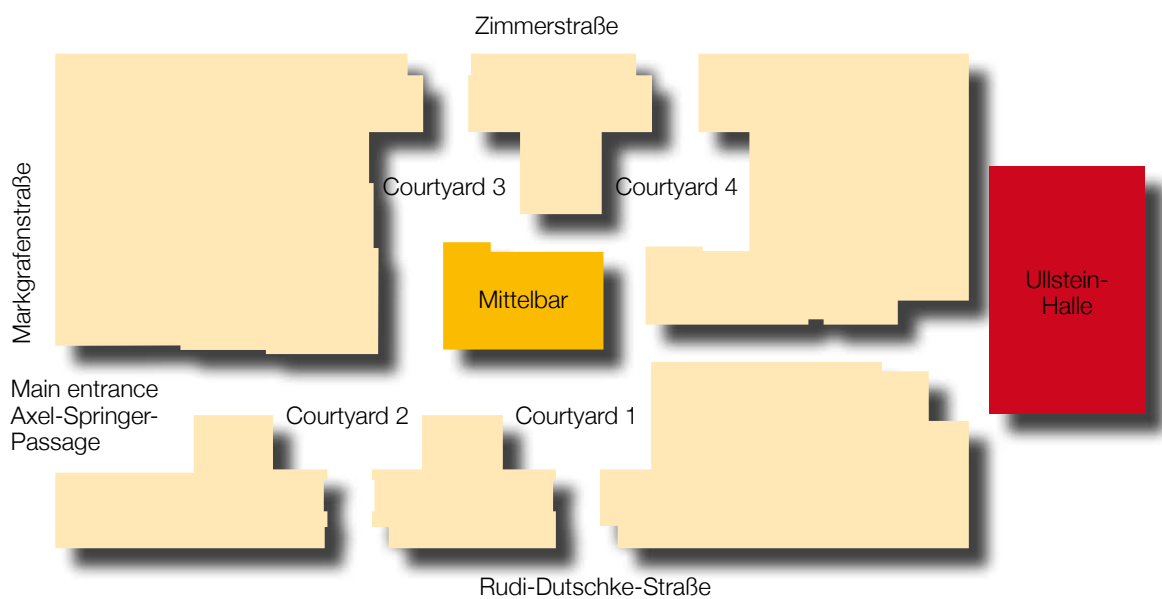 Zimmerstraße
Markgrafenstraße
Courtyard 3
Courtyard 4
Mittelbar
Ullstein-
Halle
Main entrance
Axel-Springer-
Passage
Courtyard 2
Courtyard 1
Rudi-Dutschke-Straße